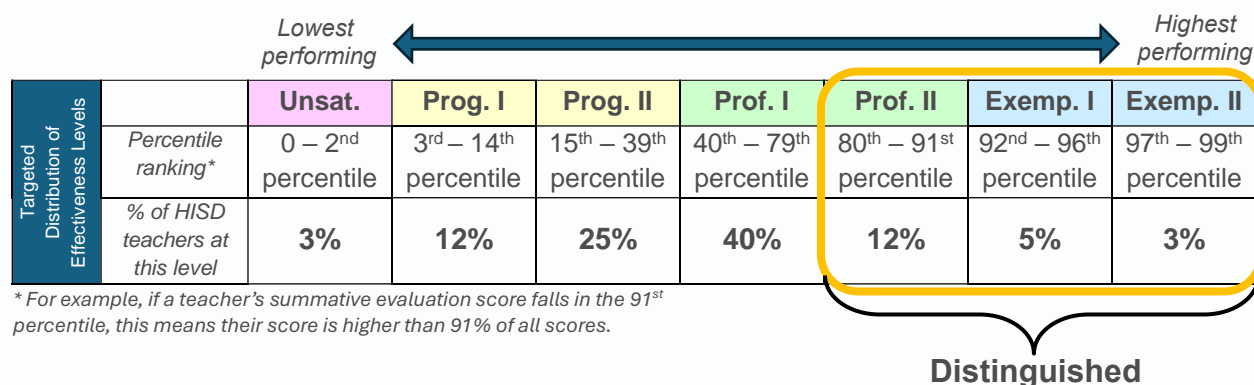 Lowest
performing
Highest
performing
Targeted
Distribution of
Effectiveness Levels
Unsat. Prog. I Prog. II Prof. I Prof. II Exemp. I Exemp. II
Percentile
ranking*
0 – 2nd
percentile
3rd – 14th
percentile
15th – 39th
percentile
40th – 79th
percentile
80th – 91st
percentile
92nd – 96th
percentile
97th – 99th
percentile
% of HISD
teachers at
this level
3% 12% 25% 40% 12% 5% 3%
* For example, if a teacher's summative evaluation score falls in the 91st
percentile, this means their score is higher than 91% of all scores.
Distinguished